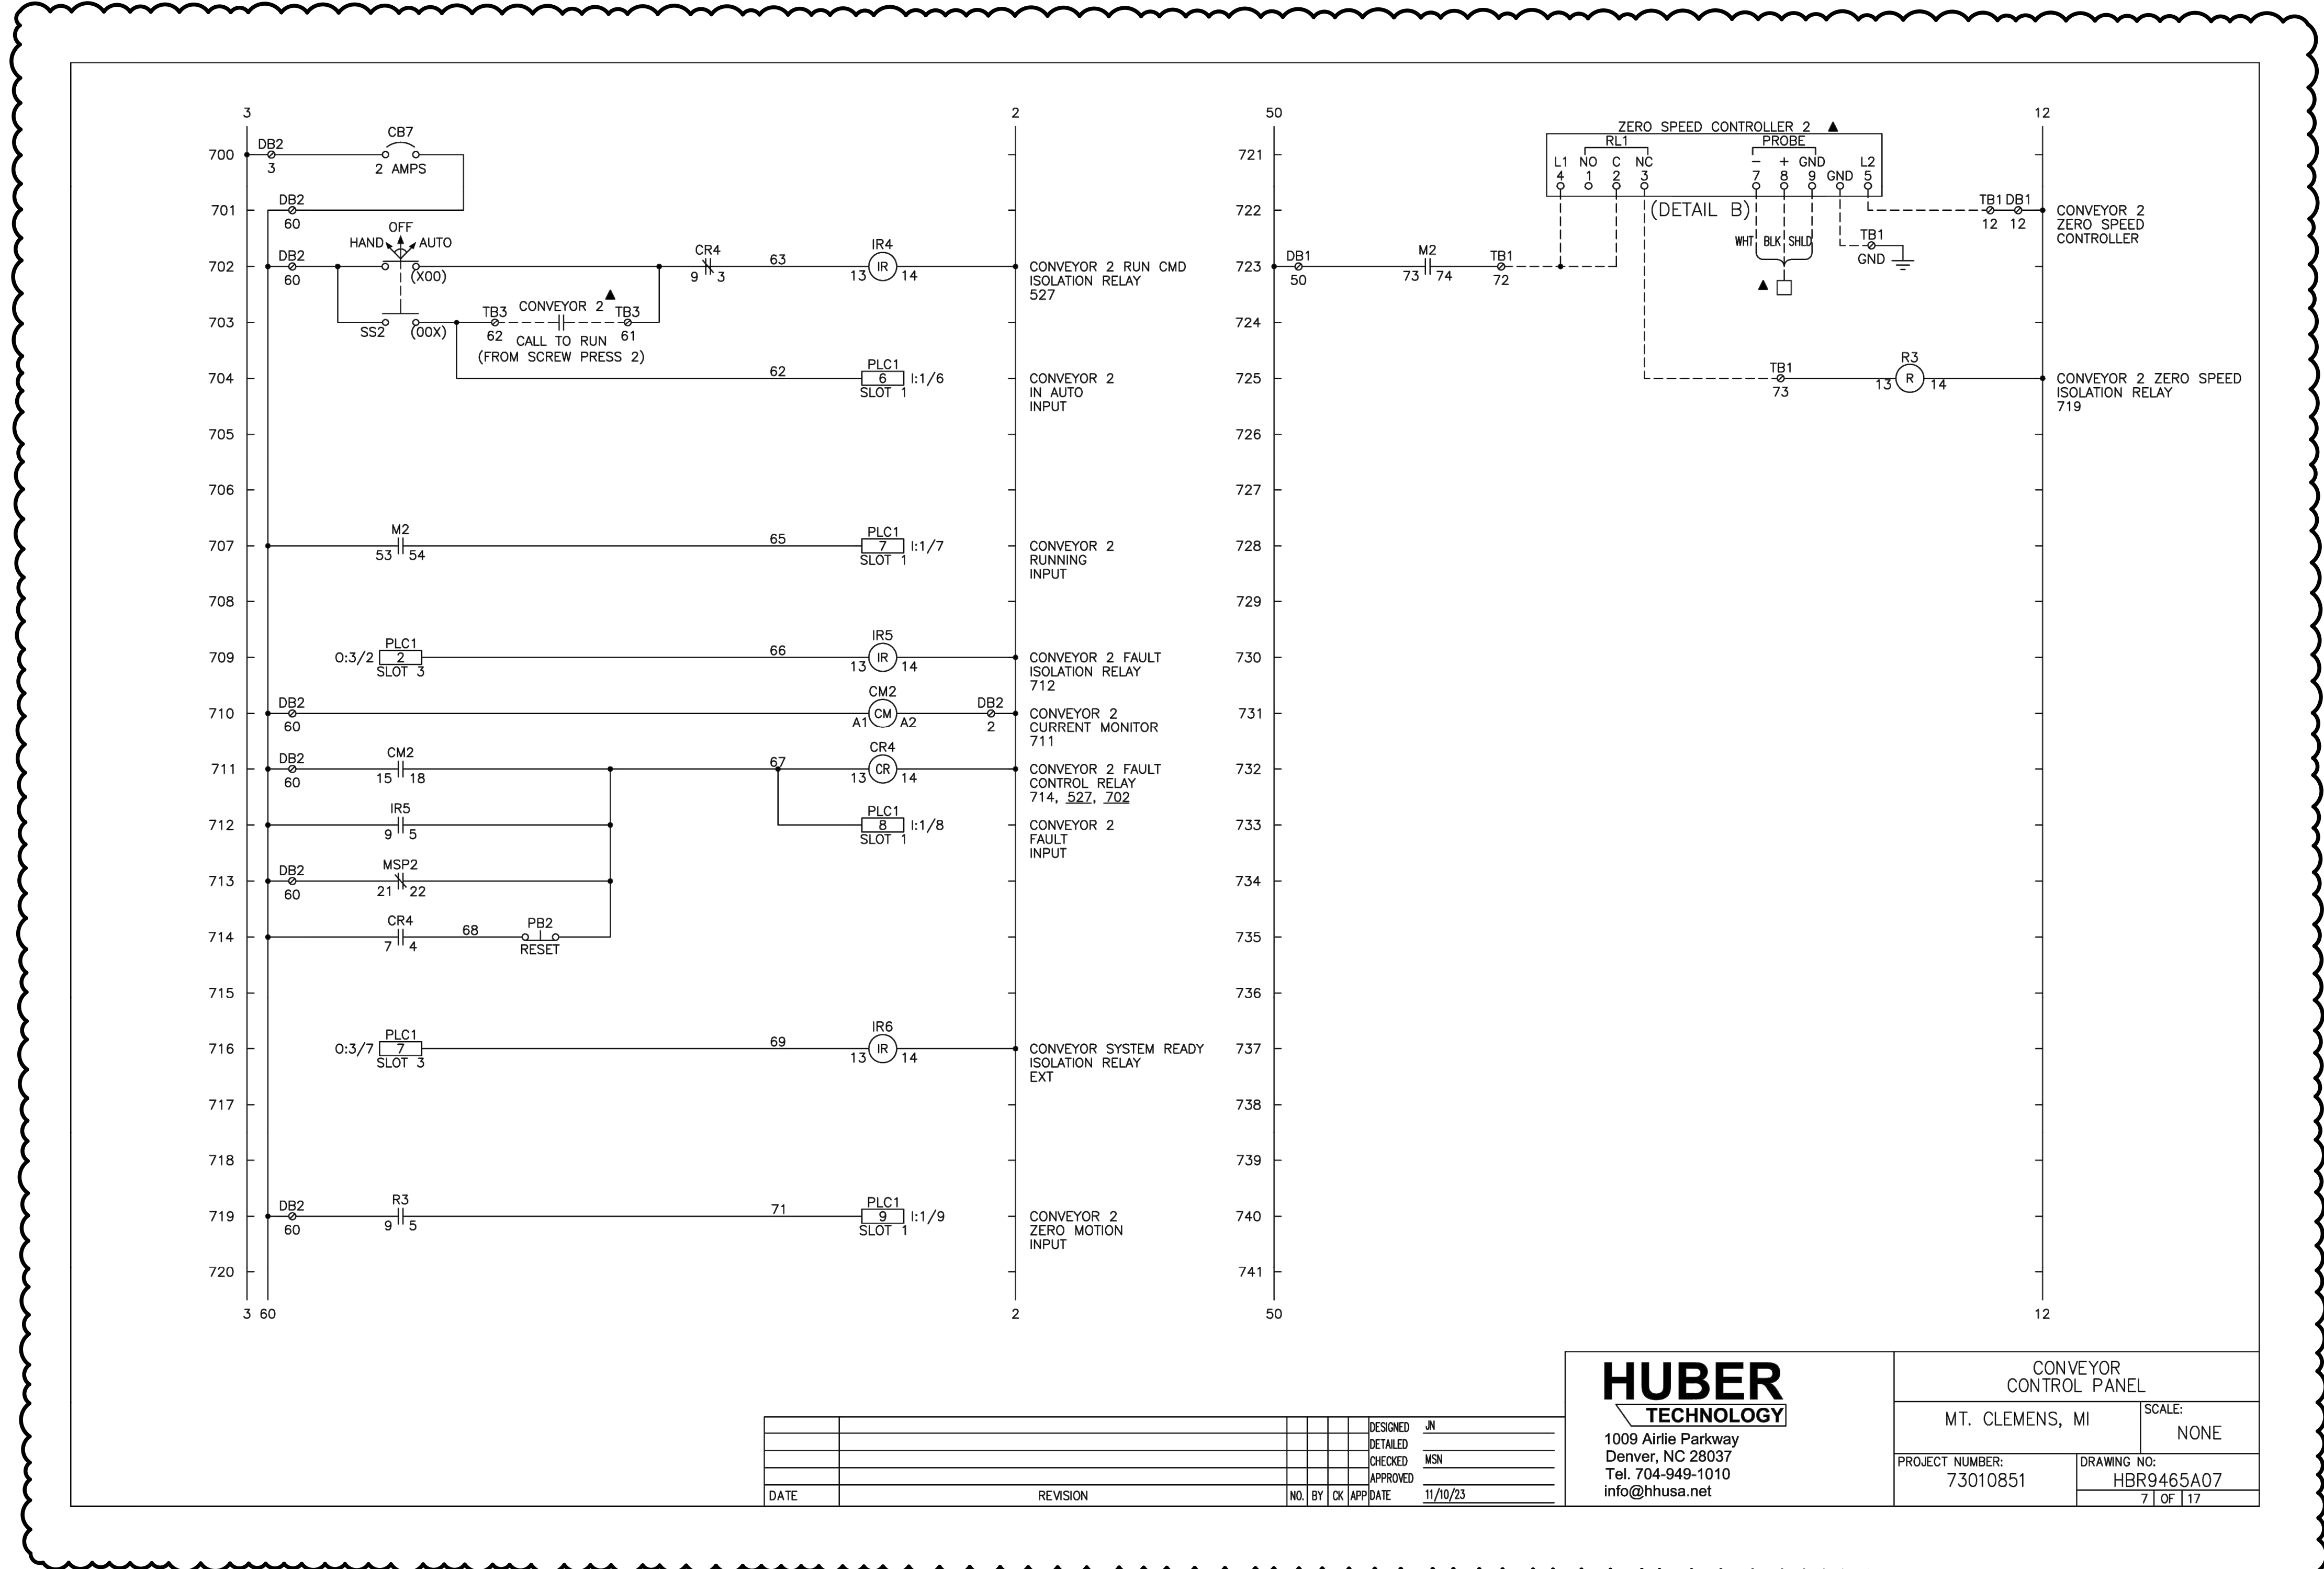 3
2
700
DB2
3
CB7
2 AMPS
701
DB2
60
OFF
HAND
AUTO
702
DB2
60
(X00)
CR4
9 3
63
IR4
13 IR 14
CONVEYOR 2 RUN CMD
ISOLATION RELAY
527
703
SS2
(00X)
TB3
62
CONVEYOR 2 ▲
CALL TO RUN
(FROM SCREW PRESS 2)
TB3
61
704
62
PLC1
6 I:1/6
SLOT 1
CONVEYOR 2
IN AUTO
INPUT
705
706
707
M2
53 54
65
PLC1
7 I:1/7
SLOT 1
CONVEYOR 2
RUNNING
INPUT
708
709
PLC1
O:3/2 2
SLOT 3
66
IR5
13 IR 14
CONVEYOR 2 FAULT
ISOLATION RELAY
712
710
DB2
60
CM2
A1 CM A2
DB2
2
CONVEYOR 2
CURRENT MONITOR
711
711
DB2
60
CM2
15 18
67
CR4
13 CR 14
CONVEYOR 2 FAULT
CONTROL RELAY
714, 527, 702
712
IR5
9 5
PLC1
8 I:1/8
SLOT 1
CONVEYOR 2
FAULT
INPUT
713
DB2
60
MSP2
21 22
714
CR4
7 4
68
PB2
RESET
715
716
PLC1
O:3/7 7
SLOT 3
69
IR6
13 IR 14
CONVEYOR SYSTEM READY
ISOLATION RELAY
EXT
717
718
719
DB2
60
R3
9 5
71
PLC1
9 I:1/9
SLOT 1
CONVEYOR 2
ZERO MOTION
INPUT
720
3 60
2
50
12
ZERO SPEED CONTROLLER 2 ▲
RL1
PROBE
721
L1 NO C NC − + GND L2
4 1 2 3 7 8 9 GND 5
722
(DETAIL B)
TB1 DB1
12 12
CONVEYOR 2
ZERO SPEED
CONTROLLER
WHT BLK SHLD
TB1
GND
723
DB1
50
M2
73 74
TB1
72
▲
724
725
TB1
73
R3
13 R 14
CONVEYOR 2 ZERO SPEED
ISOLATION RELAY
719
726
727
728
729
730
731
732
733
734
735
736
737
738
739
740
741
50
12
DATE
REVISION
NO. BY CK APP
DESIGNED JN
DETAILED
CHECKED MSN
APPROVED
DATE 11/10/23
HUBER
TECHNOLOGY
1009 Airlie Parkway
Denver, NC 28037
Tel. 704-949-1010
info@hhusa.net
CONVEYOR
CONTROL PANEL
MT. CLEMENS, MI
SCALE:
NONE
PROJECT NUMBER:
73010851
DRAWING NO:
HBR9465A07
7 OF 17